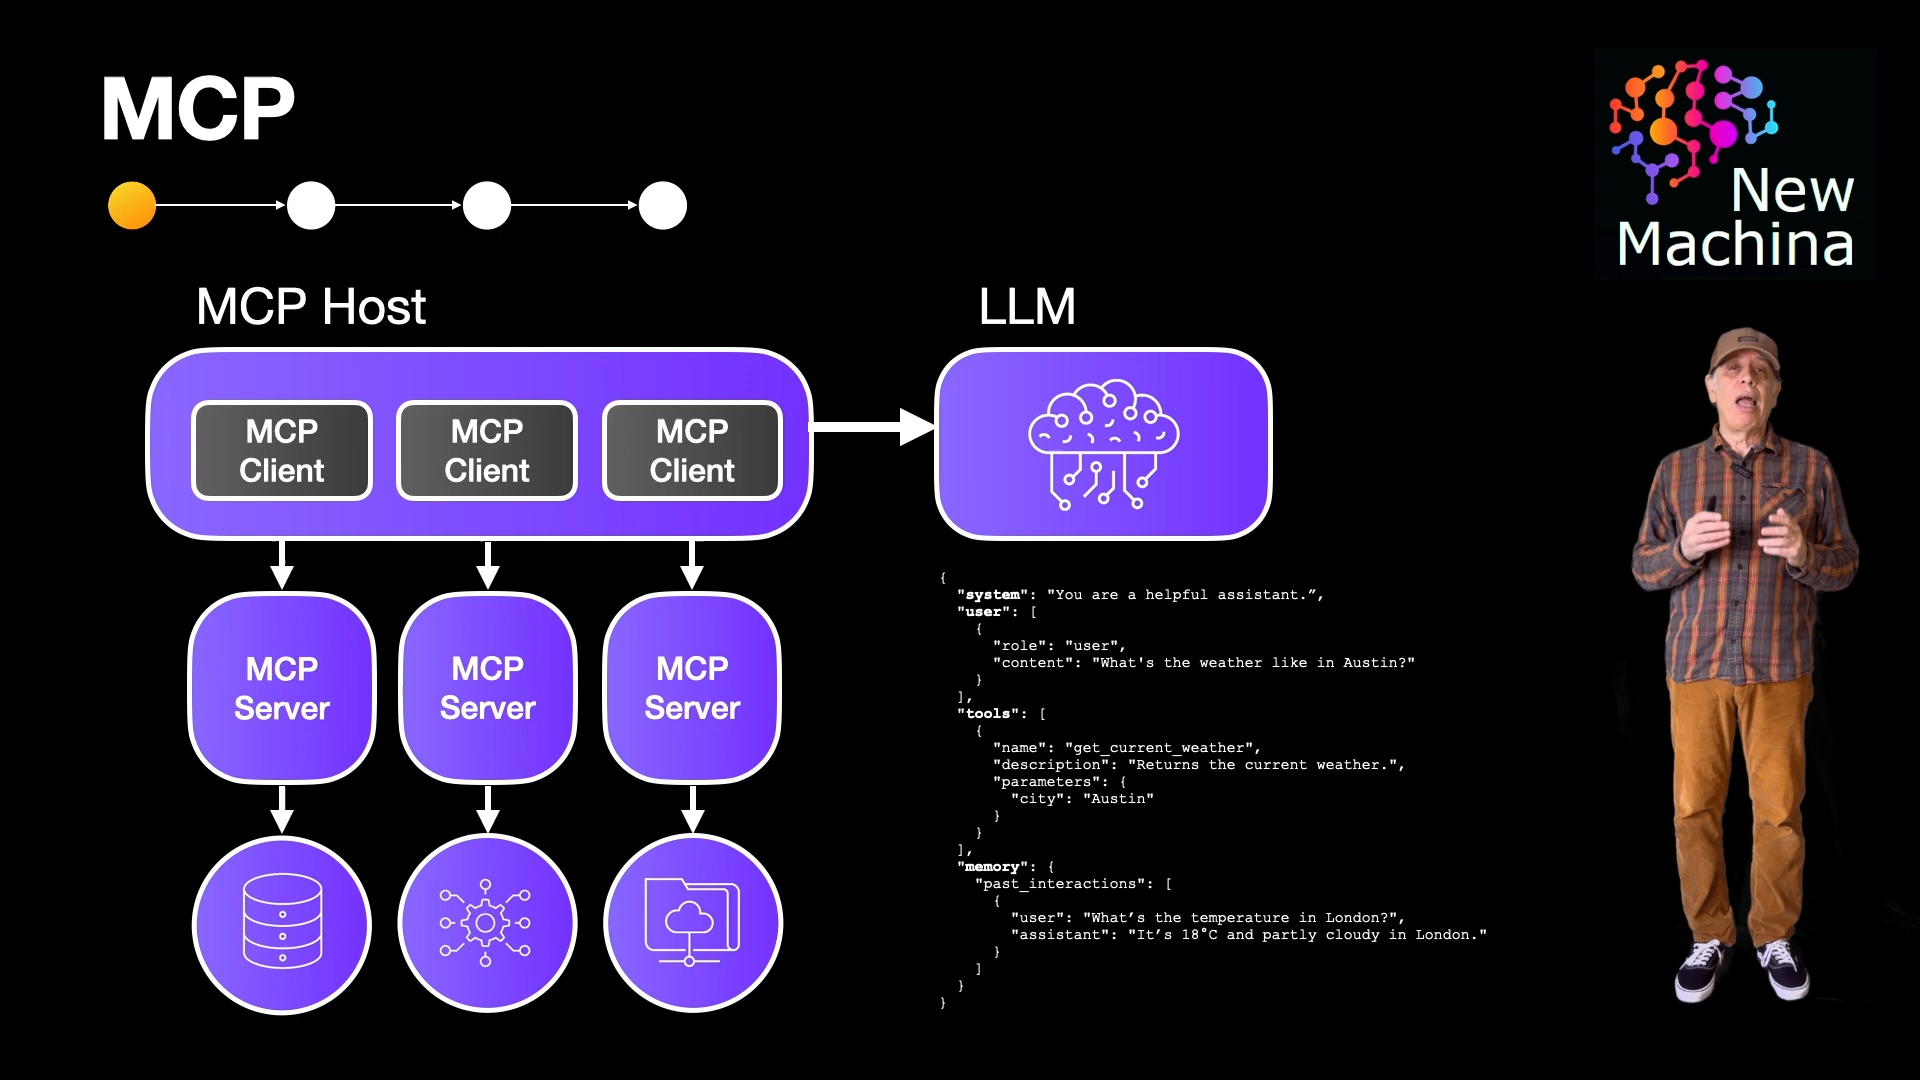 MCP
New
Machina
MCP Host
LLM
MCP
Client
MCP
Client
MCP
Client
MCP
Server
MCP
Server
MCP
Server
{
  "system": "You are a helpful assistant.”,
  "user": [
    {
      "role": "user",
      "content": "What's the weather like in Austin?"
    }
  ],
  "tools": [
    {
      "name": "get_current_weather",
      "description": "Returns the current weather.",
      "parameters": {
        "city": "Austin"
      }
    }
  ],
  "memory": {
    "past_interactions": [
      {
        "user": "What’s the temperature in London?",
        "assistant": "It’s 18°C and partly cloudy in London."
      }
    ]
  }
}